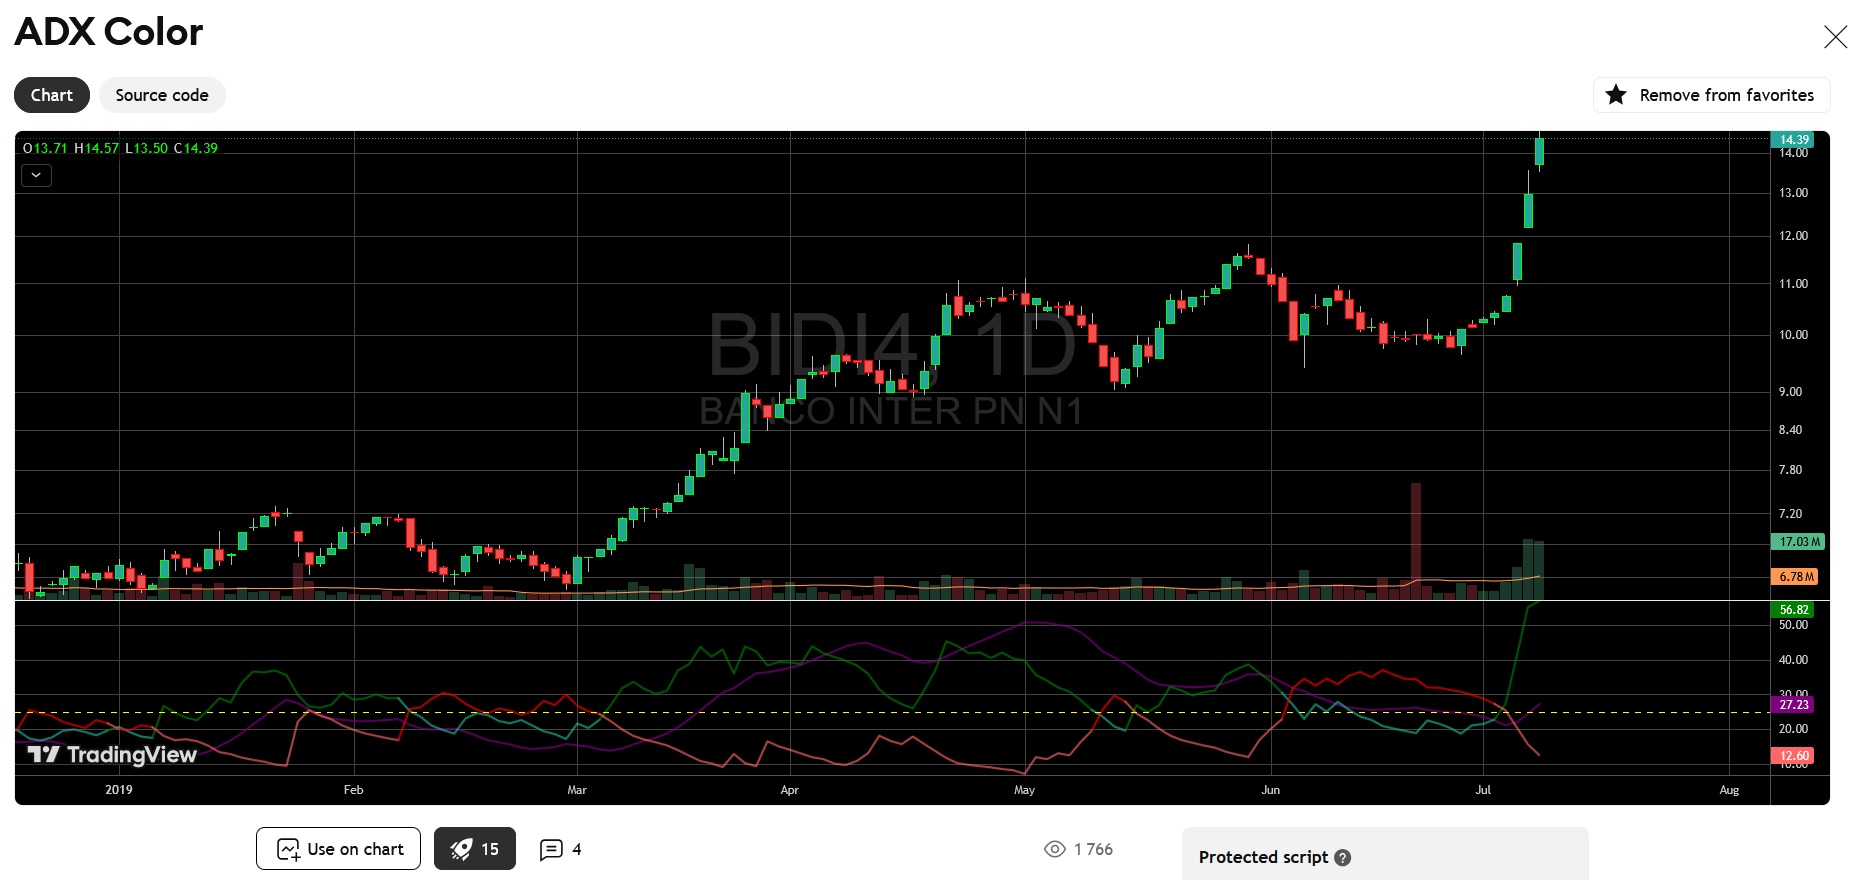 ADX Color
Chart
Source code
Remove from favorites
O13.71 H14.57 L13.50 C14.39
BIDI4, 1D
BANCO INTER PN N1
14.39
14.00
13.00
12.00
11.00
10.00
9.00
8.40
7.80
7.20
17.03 M
6.78 M
56.82
50.00
40.00
30.00
27.23
20.00
12.60
10.00
TradingView
2019 Feb Mar Apr May Jun Jul Aug
Use on chart
15
4
1 766
Protected script ?